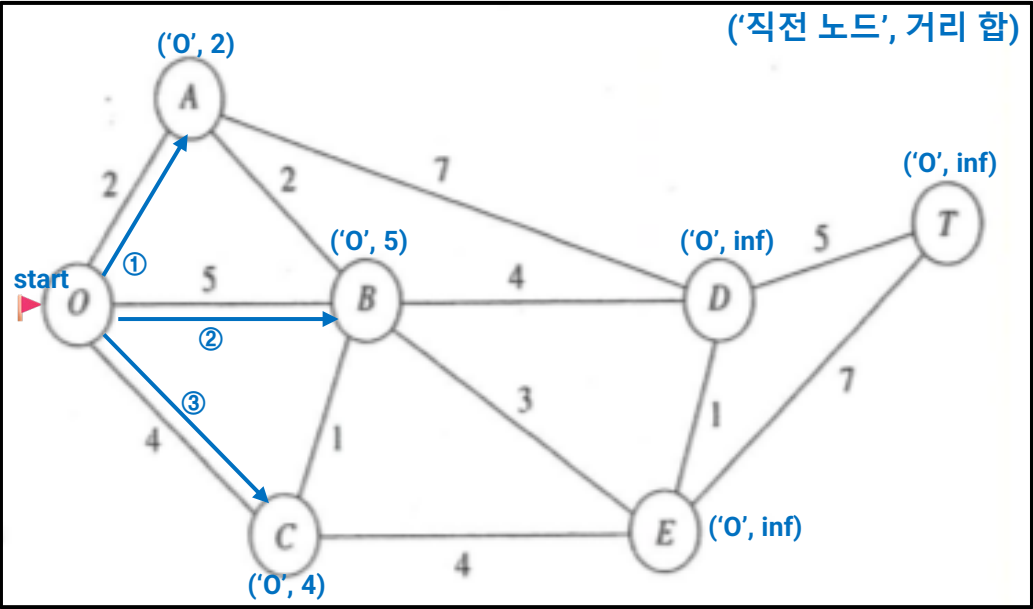 (‘직전 노드’, 거리 합)
(‘O’, 2)
A
2
2
7
(‘O’, inf)
T
(‘O’, 5)
(‘O’, inf)
5
start
①
O
5
B
4
D
②
③
4
1
3
1
7
C
4
E
(‘O’, inf)
(‘O’, 4)